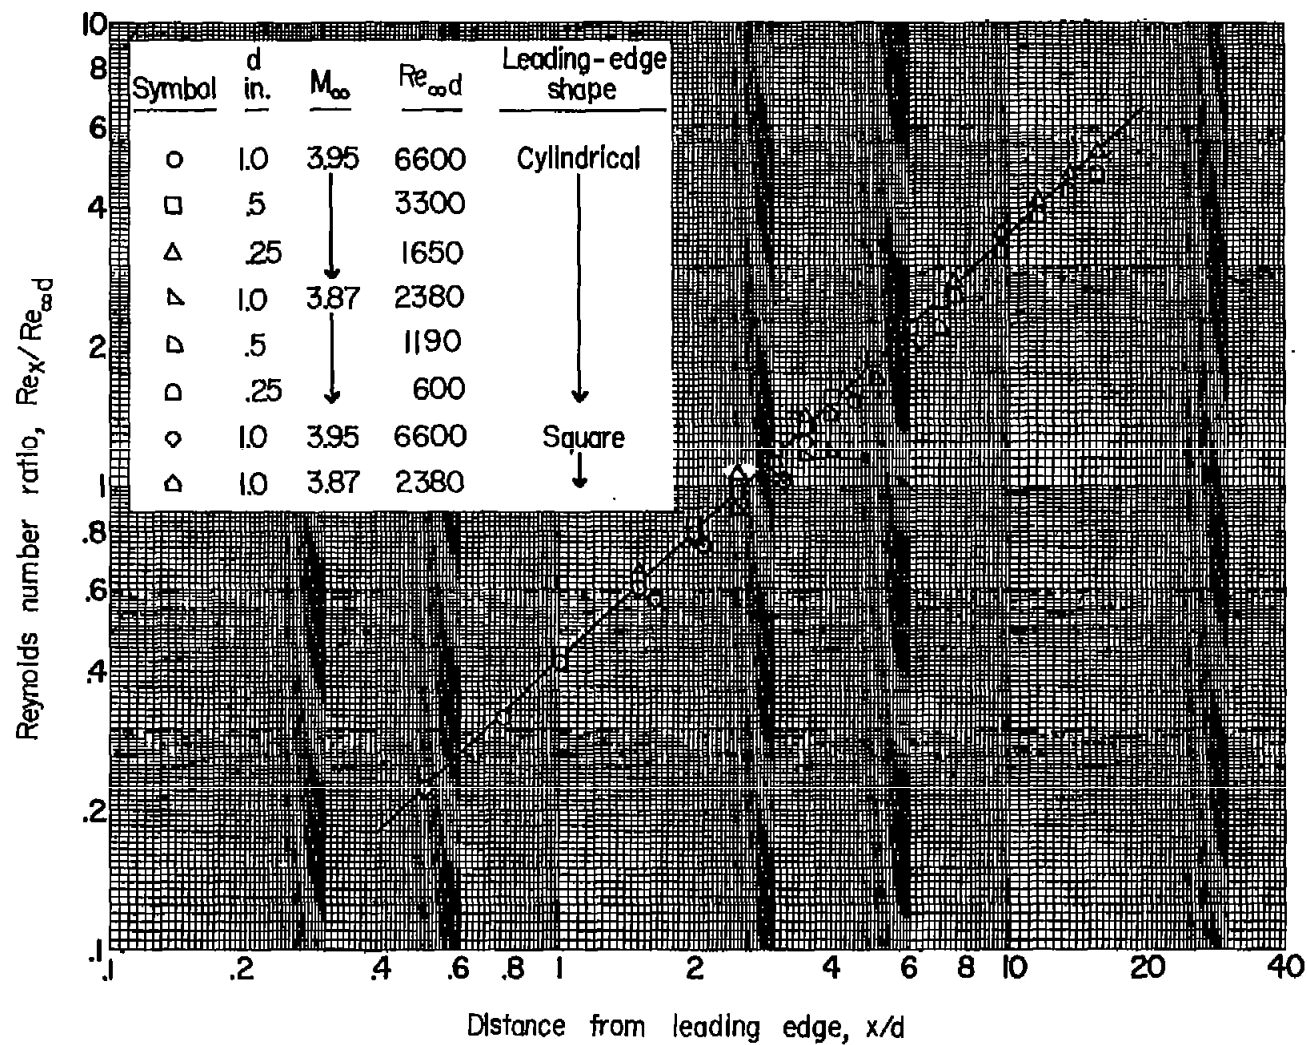 10
8
6
4
2
1
.8
.6
.4
.2
.1
Reynolds number ratio, Reₓ/Re∞d
d Leading-edge
Symbol in. M∞ Re∞d shape
○ 1.0 3.95 6600 Cylindrical
□ .5 3300
△ .25 1650
1.0 3.87 2380
.5 1190
.25 600
◇ 1.0 3.95 6600 Square
1.0 3.87 2380
.1 .2 .4 .6 .8 1 2 4 6 8 10 20 40
Distance from leading edge, x/d